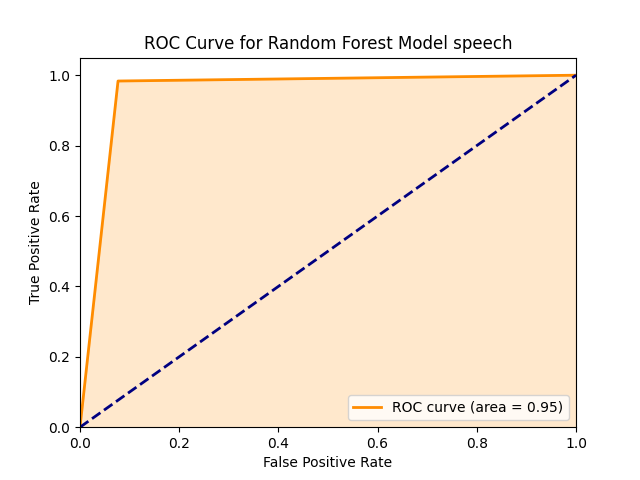 ROC Curve for Random Forest Model speech
True Positive Rate
1.0
0.8
0.6
0.4
0.2
0.0
0.0 0.2 0.4 0.6 0.8 1.0
False Positive Rate
ROC curve (area = 0.95)